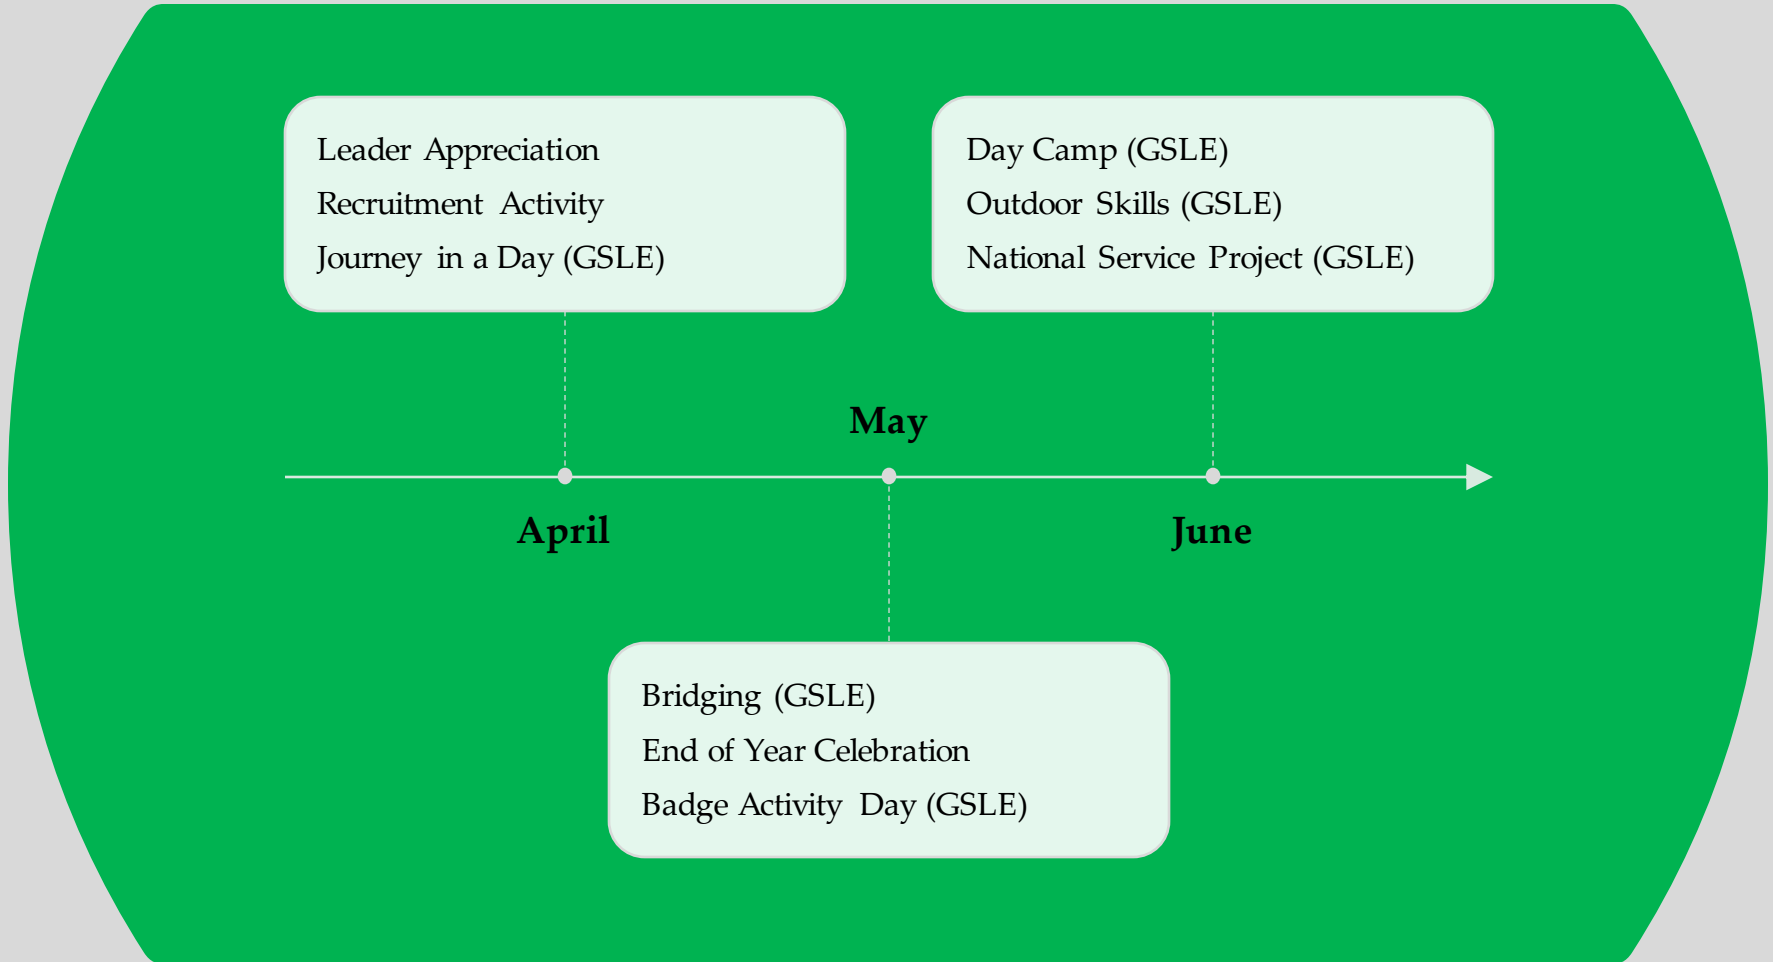 Leader Appreciation
Recruitment Activity
Journey in a Day (GSLE)
Day Camp (GSLE)
Outdoor Skills (GSLE)
National Service Project (GSLE)
May
April
June
Bridging (GSLE)
End of Year Celebration
Badge Activity Day (GSLE)